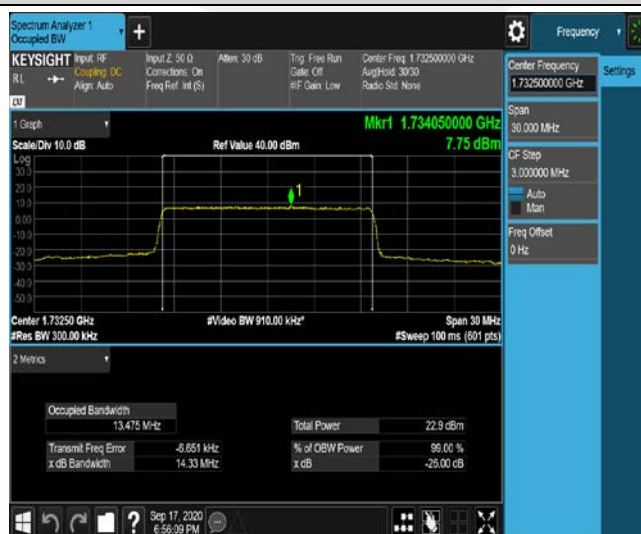 Spectrum Analyzer 1
Occupied BW
+
Frequency
KEYSIGHT
RL
Input: RF
Coupling: DC
Align: Auto
Input Z: 50 Ω
Corrections: On
Freq Ref: Int (S)
Atten: 30 dB
Trig: Free Run
Gate: Off
#IF Gain: Low
Center Freq: 1.732500000 GHz
Avg|Hold: 30/30
Radio Std: None
Center Frequency
1.732500000 GHz
Settings
Span
30.000 MHz
CF Step
3.000000 MHz
Auto
Man
Freq Offset
0 Hz
1 Graph
Mkr1 1.734050000 GHz
Scale/Div 10.0 dB
Ref Value 40.00 dBm
7.75 dBm
Log
30.0
20.0
10.0
0.00
-10.0
-20.0
-30.0
-40.0
-50.0
1
Center 1.73250 GHz
#Video BW 910.00 kHz*
Span 30 MHz
#Res BW 300.00 kHz
#Sweep 100 ms (601 pts)
2 Metrics
Occupied Bandwidth
13.475 MHz
Total Power
22.9 dBm
Transmit Freq Error
-6.651 kHz
% of OBW Power
99.00 %
x dB Bandwidth
14.33 MHz
x dB
-26.00 dB
?
Sep 17, 2020
6:56:09 PM